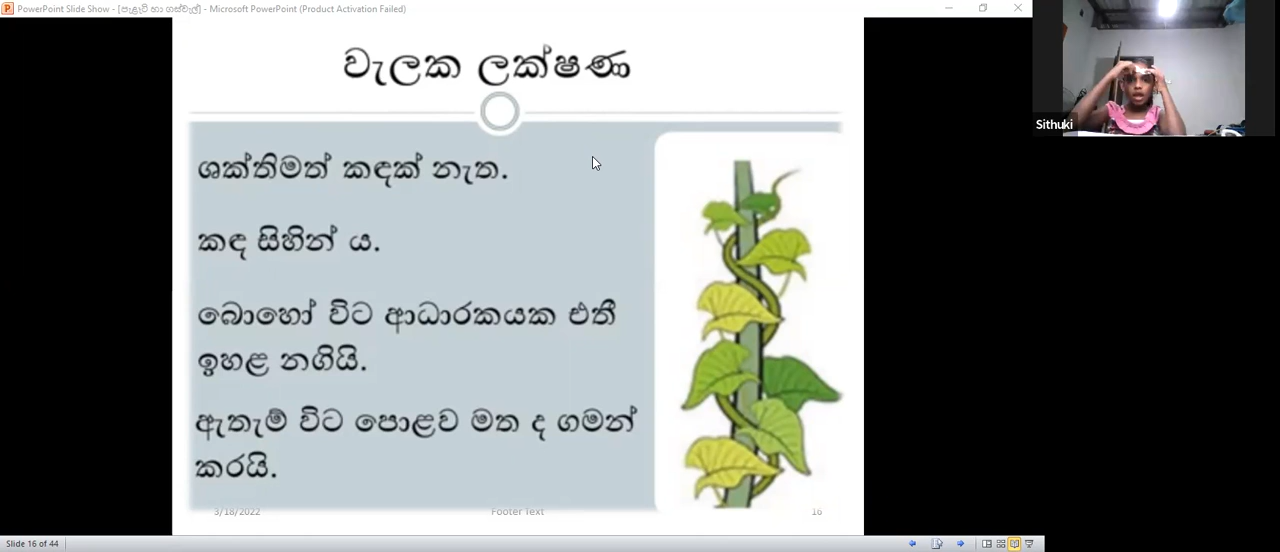 PowerPoint Slide Show - [පැළෑටි හා ගස්වැල්] - Microsoft PowerPoint (Product Activation Failed)
වැලක ලක්ෂණ
Sithuki
ශක්තිමත් කඳක් නැත.
කඳ සිහින් ය.
බොහෝ විට ආධාරකයක එතී
ඉහළ නගියි.
ඇතැම් විට පොළව මත ද ගමන්
කරයි.
3/18/2022 Footer Text 16
Slide 16 of 44